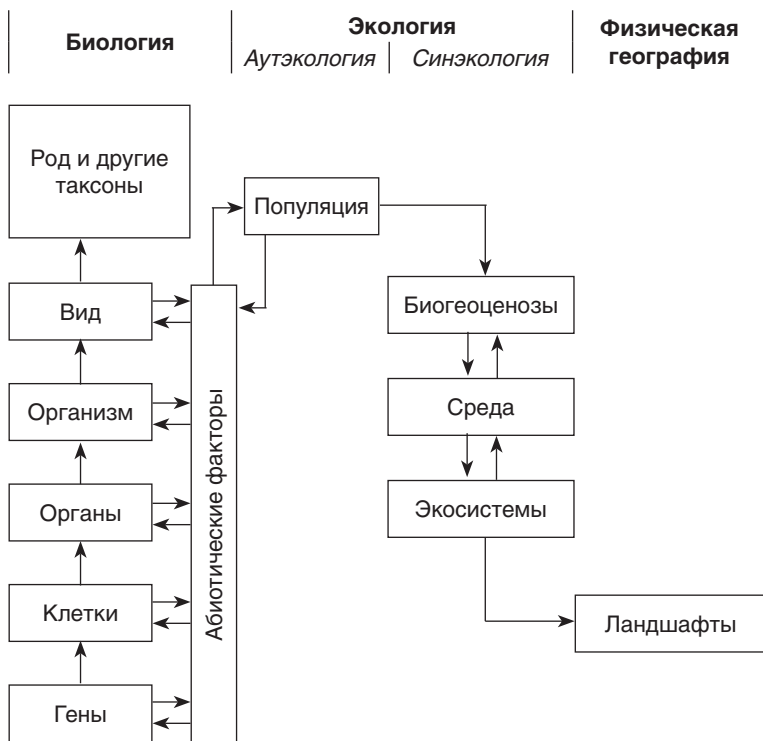 Биология
Экология
Аутэкология
Синэкология
Физическая
география
Род и другие
таксоны
Популяция
Вид
Биогеоценозы
Организм
Среда
Органы
Экосистемы
Клетки
Ландшафты
Гены
Абиотические факторы